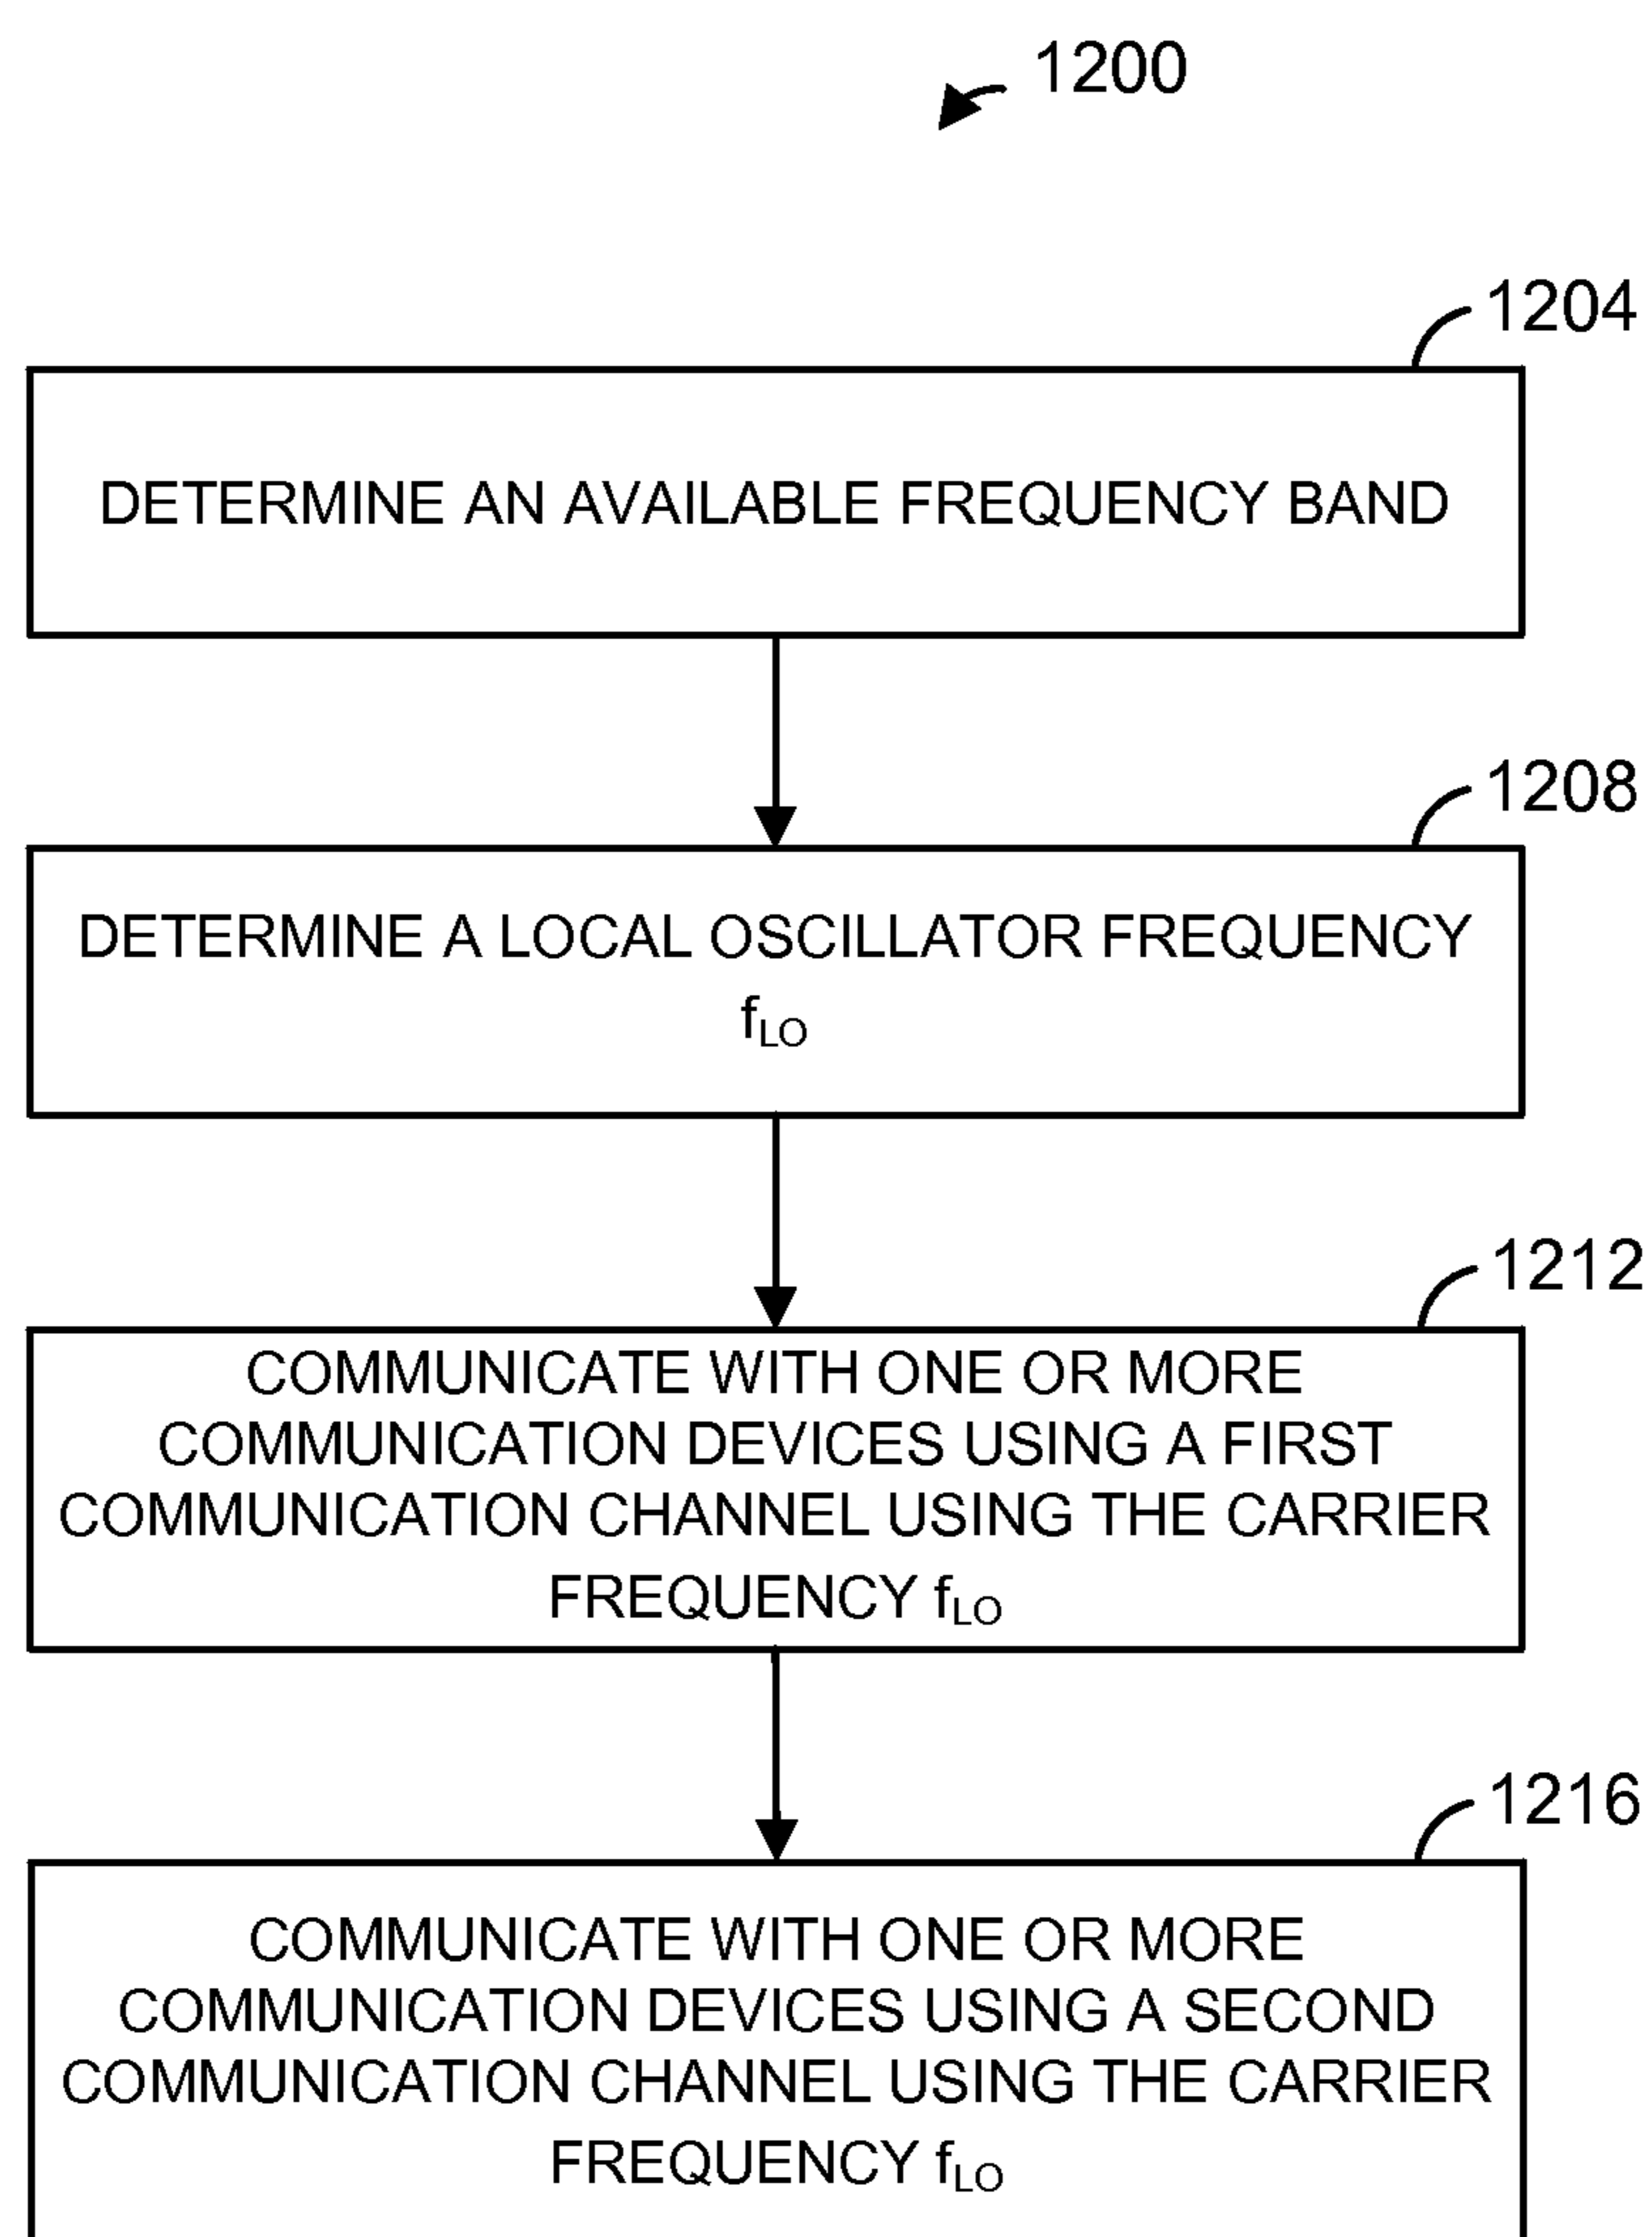 1200
1204
DETERMINE AN AVAILABLE FREQUENCY BAND
1208
DETERMINE A LOCAL OSCILLATOR FREQUENCY
fLO
1212
COMMUNICATE WITH ONE OR MORE
COMMUNICATION DEVICES USING A FIRST
COMMUNICATION CHANNEL USING THE CARRIER
FREQUENCY fLO
1216
COMMUNICATE WITH ONE OR MORE
COMMUNICATION DEVICES USING A SECOND
COMMUNICATION CHANNEL USING THE CARRIER
FREQUENCY fLO